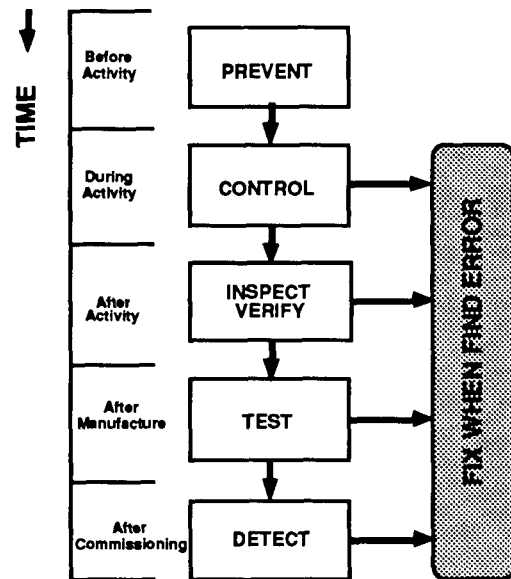 TIME
Before
Activity
PREVENT
During
Activity
CONTROL
After
Activity
INSPECT
VERIFY
After
Manufacture
TEST
After
Commissioning
DETECT
FIX WHEN FIND ERROR